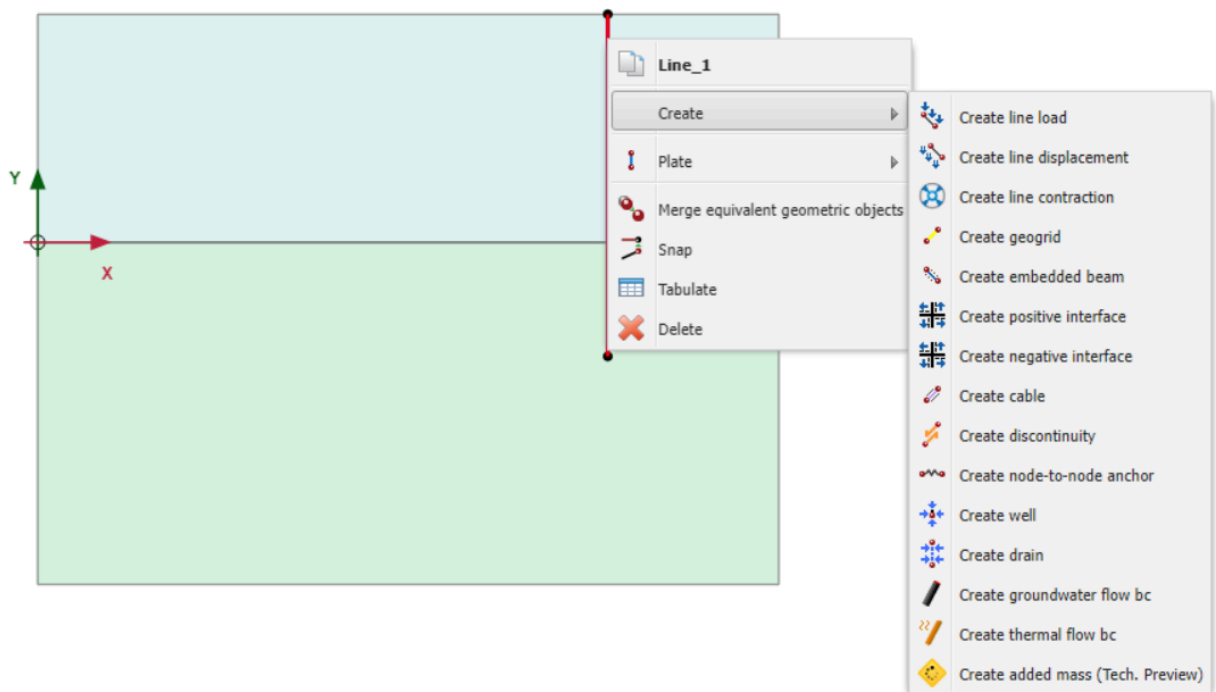 Y
X
Line_1
Create
Plate
Merge equivalent geometric objects
Snap
Tabulate
Delete
Create line load
Create line displacement
Create line contraction
Create geogrid
Create embedded beam
Create positive interface
Create negative interface
Create cable
Create discontinuity
Create node-to-node anchor
Create well
Create drain
Create groundwater flow bc
Create thermal flow bc
Create added mass (Tech. Preview)